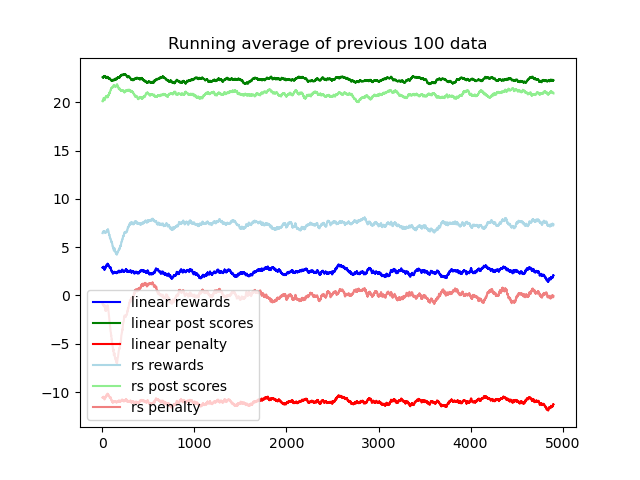 Running average of previous 100 data
20
15
10
5
0
−5
−10
linear rewards
linear post scores
linear penalty
rs rewards
rs post scores
rs penalty
0 1000 2000 3000 4000 5000